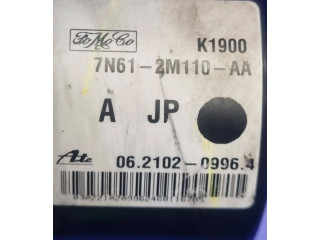 FoMoCo
K1900
7N61-2M110-AA
A JP
Ate
06.2102-0996.4